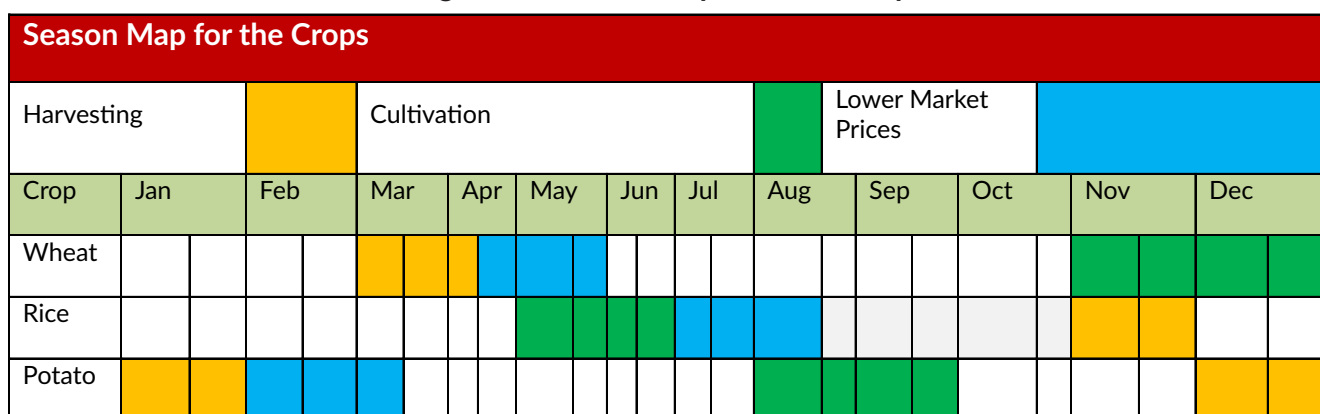 Season Map for the Crops
Harvesting Cultivation Lower Market
Prices
Crop Jan Feb Mar Apr May Jun Jul Aug Sep Oct Nov Dec
Wheat
Rice
Potato